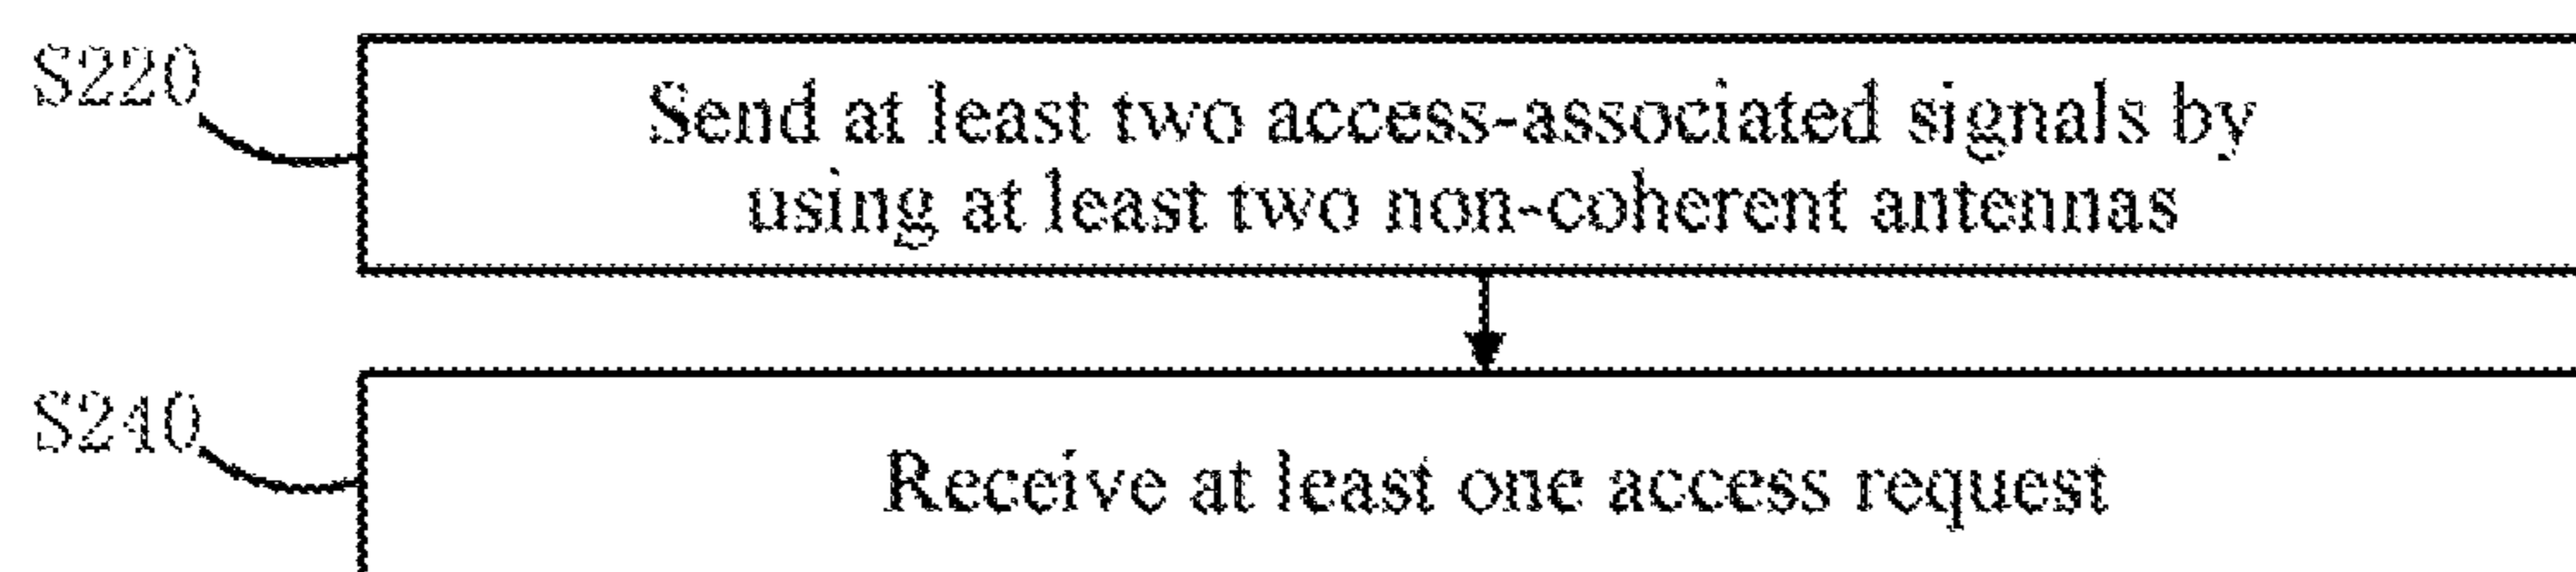 S220
Send at least two access-associated signals by
using at least two non-coherent antennas
S240
Receive at least one access request